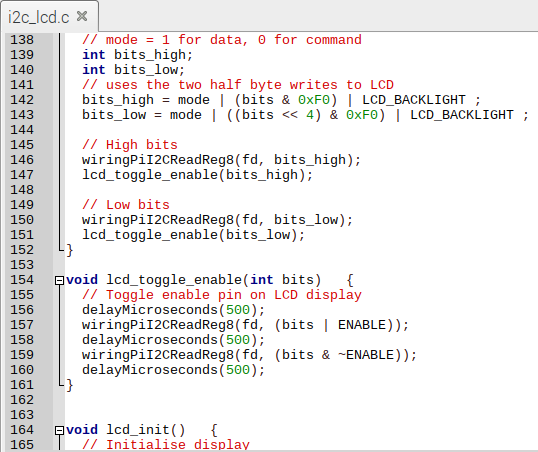 i2c_lcd.c ✕
138 // mode = 1 for data, 0 for command
139 int bits_high;
140 int bits_low;
141 // uses the two half byte writes to LCD
142 bits_high = mode | (bits & 0xF0) | LCD_BACKLIGHT ;
143 bits_low = mode | ((bits << 4) & 0xF0) | LCD_BACKLIGHT ;
144
145 // High bits
146 wiringPiI2CReadReg8(fd, bits_high);
147 lcd_toggle_enable(bits_high);
148
149 // Low bits
150 wiringPiI2CReadReg8(fd, bits_low);
151 lcd_toggle_enable(bits_low);
152 }
153
154 void lcd_toggle_enable(int bits)   {
155 // Toggle enable pin on LCD display
156 delayMicroseconds(500);
157 wiringPiI2CReadReg8(fd, (bits | ENABLE));
158 delayMicroseconds(500);
159 wiringPiI2CReadReg8(fd, (bits & ~ENABLE));
160 delayMicroseconds(500);
161 }
162
163
164 void lcd_init()   {
165 // Initialise display